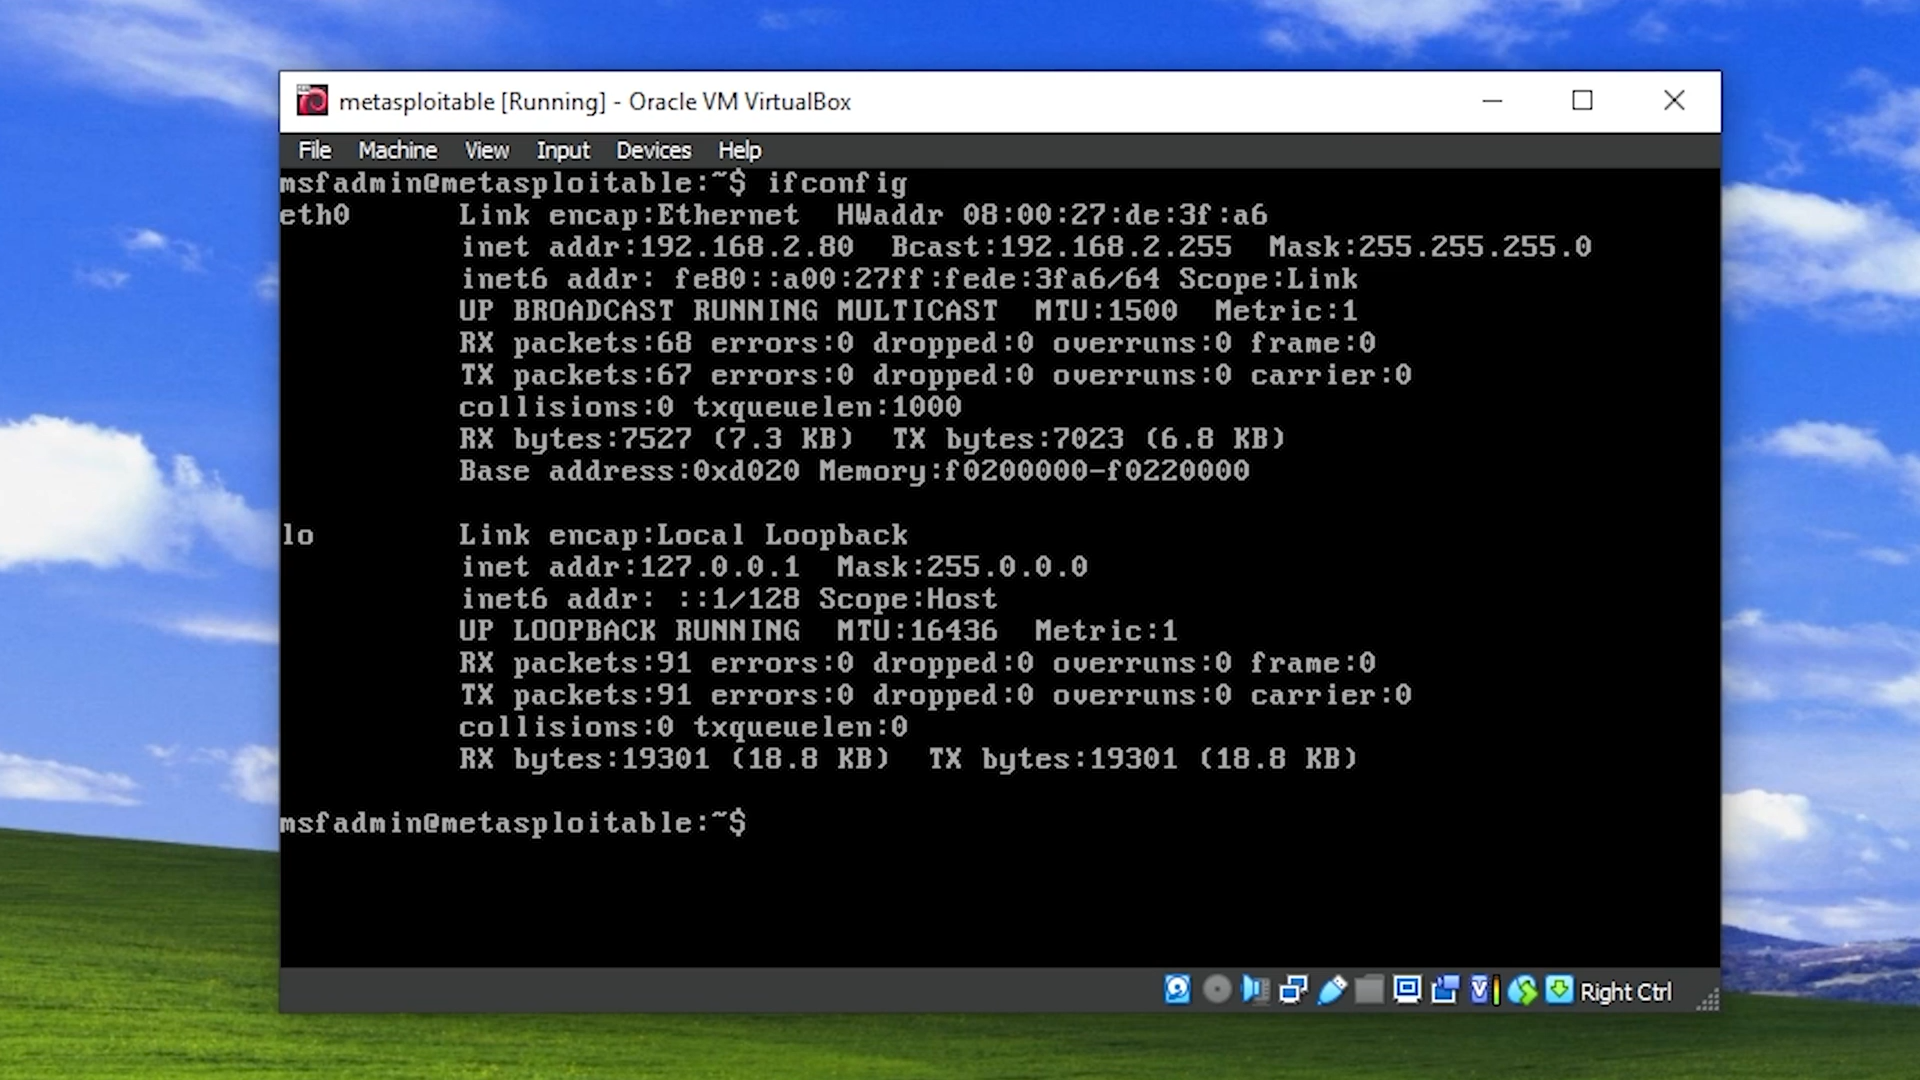 metasploitable [Running] - Oracle VM VirtualBox
File Machine View Input Devices Help
msfadmin@metasploitable:~$ ifconfig
eth0 Link encap:Ethernet HWaddr 08:00:27:de:3f:a6
inet addr:192.168.2.80 Bcast:192.168.2.255 Mask:255.255.255.0
inet6 addr: fe80::a00:27ff:fede:3fa6/64 Scope:Link
UP BROADCAST RUNNING MULTICAST MTU:1500 Metric:1
RX packets:68 errors:0 dropped:0 overruns:0 frame:0
TX packets:67 errors:0 dropped:0 overruns:0 carrier:0
collisions:0 txqueuelen:1000
RX bytes:7527 (7.3 KB) TX bytes:7023 (6.8 KB)
Base address:0xd020 Memory:f0200000-f0220000
lo Link encap:Local Loopback
inet addr:127.0.0.1 Mask:255.0.0.0
inet6 addr: ::1/128 Scope:Host
UP LOOPBACK RUNNING MTU:16436 Metric:1
RX packets:91 errors:0 dropped:0 overruns:0 frame:0
TX packets:91 errors:0 dropped:0 overruns:0 carrier:0
collisions:0 txqueuelen:0
RX bytes:19301 (18.8 KB) TX bytes:19301 (18.8 KB)
msfadmin@metasploitable:~$
Right Ctrl